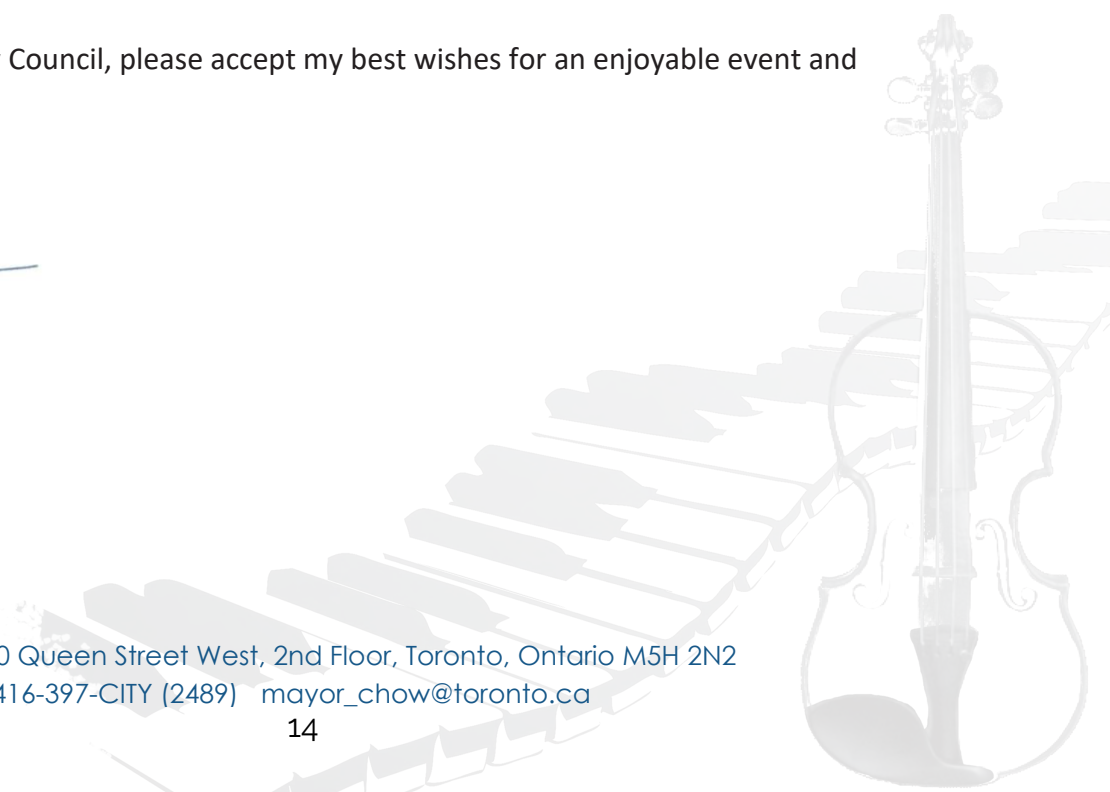 Council, please accept my best wishes for an enjoyable event and
0 Queen Street West, 2nd Floor, Toronto, Ontario M5H 2N2
416-397-CITY (2489) mayor_chow@toronto.ca
14